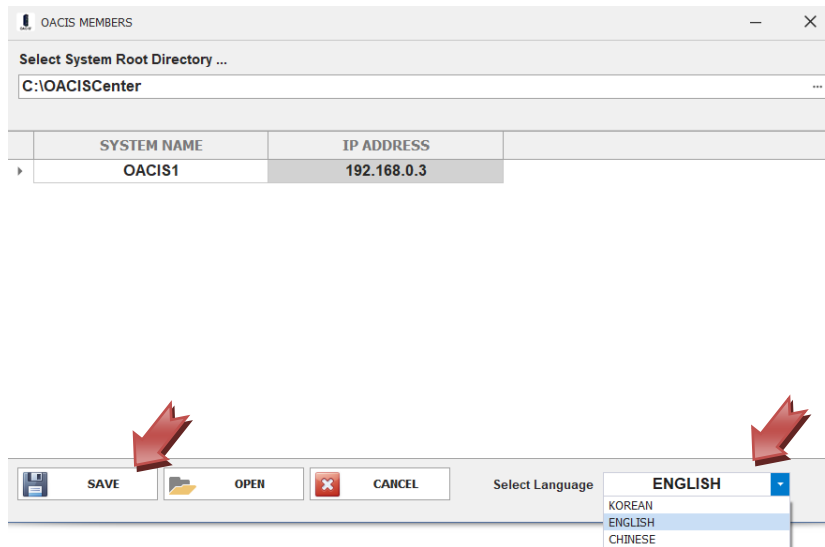 OACIS MEMBERS
Select System Root Directory ...
C:\OACISCenter
...
SYSTEM NAME IP ADDRESS
OACIS1 192.168.0.3
SAVE OPEN CANCEL Select Language ENGLISH
KOREAN
ENGLISH
CHINESE